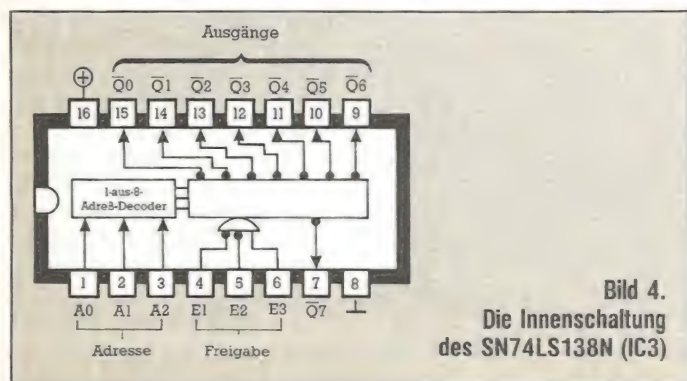 Ausgänge
Q̅0 Q̅1 Q̅2 Q̅3 Q̅4 Q̅5 Q̅6
16 15 14 13 12 11 10 9
1-aus-8-
Adreß-Decoder
1 2 3 4 5 6 7 8
A0 A1 A2 E1 E2 E3 Q̅7
Adresse Freigabe
Bild 4.
Die Innenschaltung
des SN74LS138N (IC3)